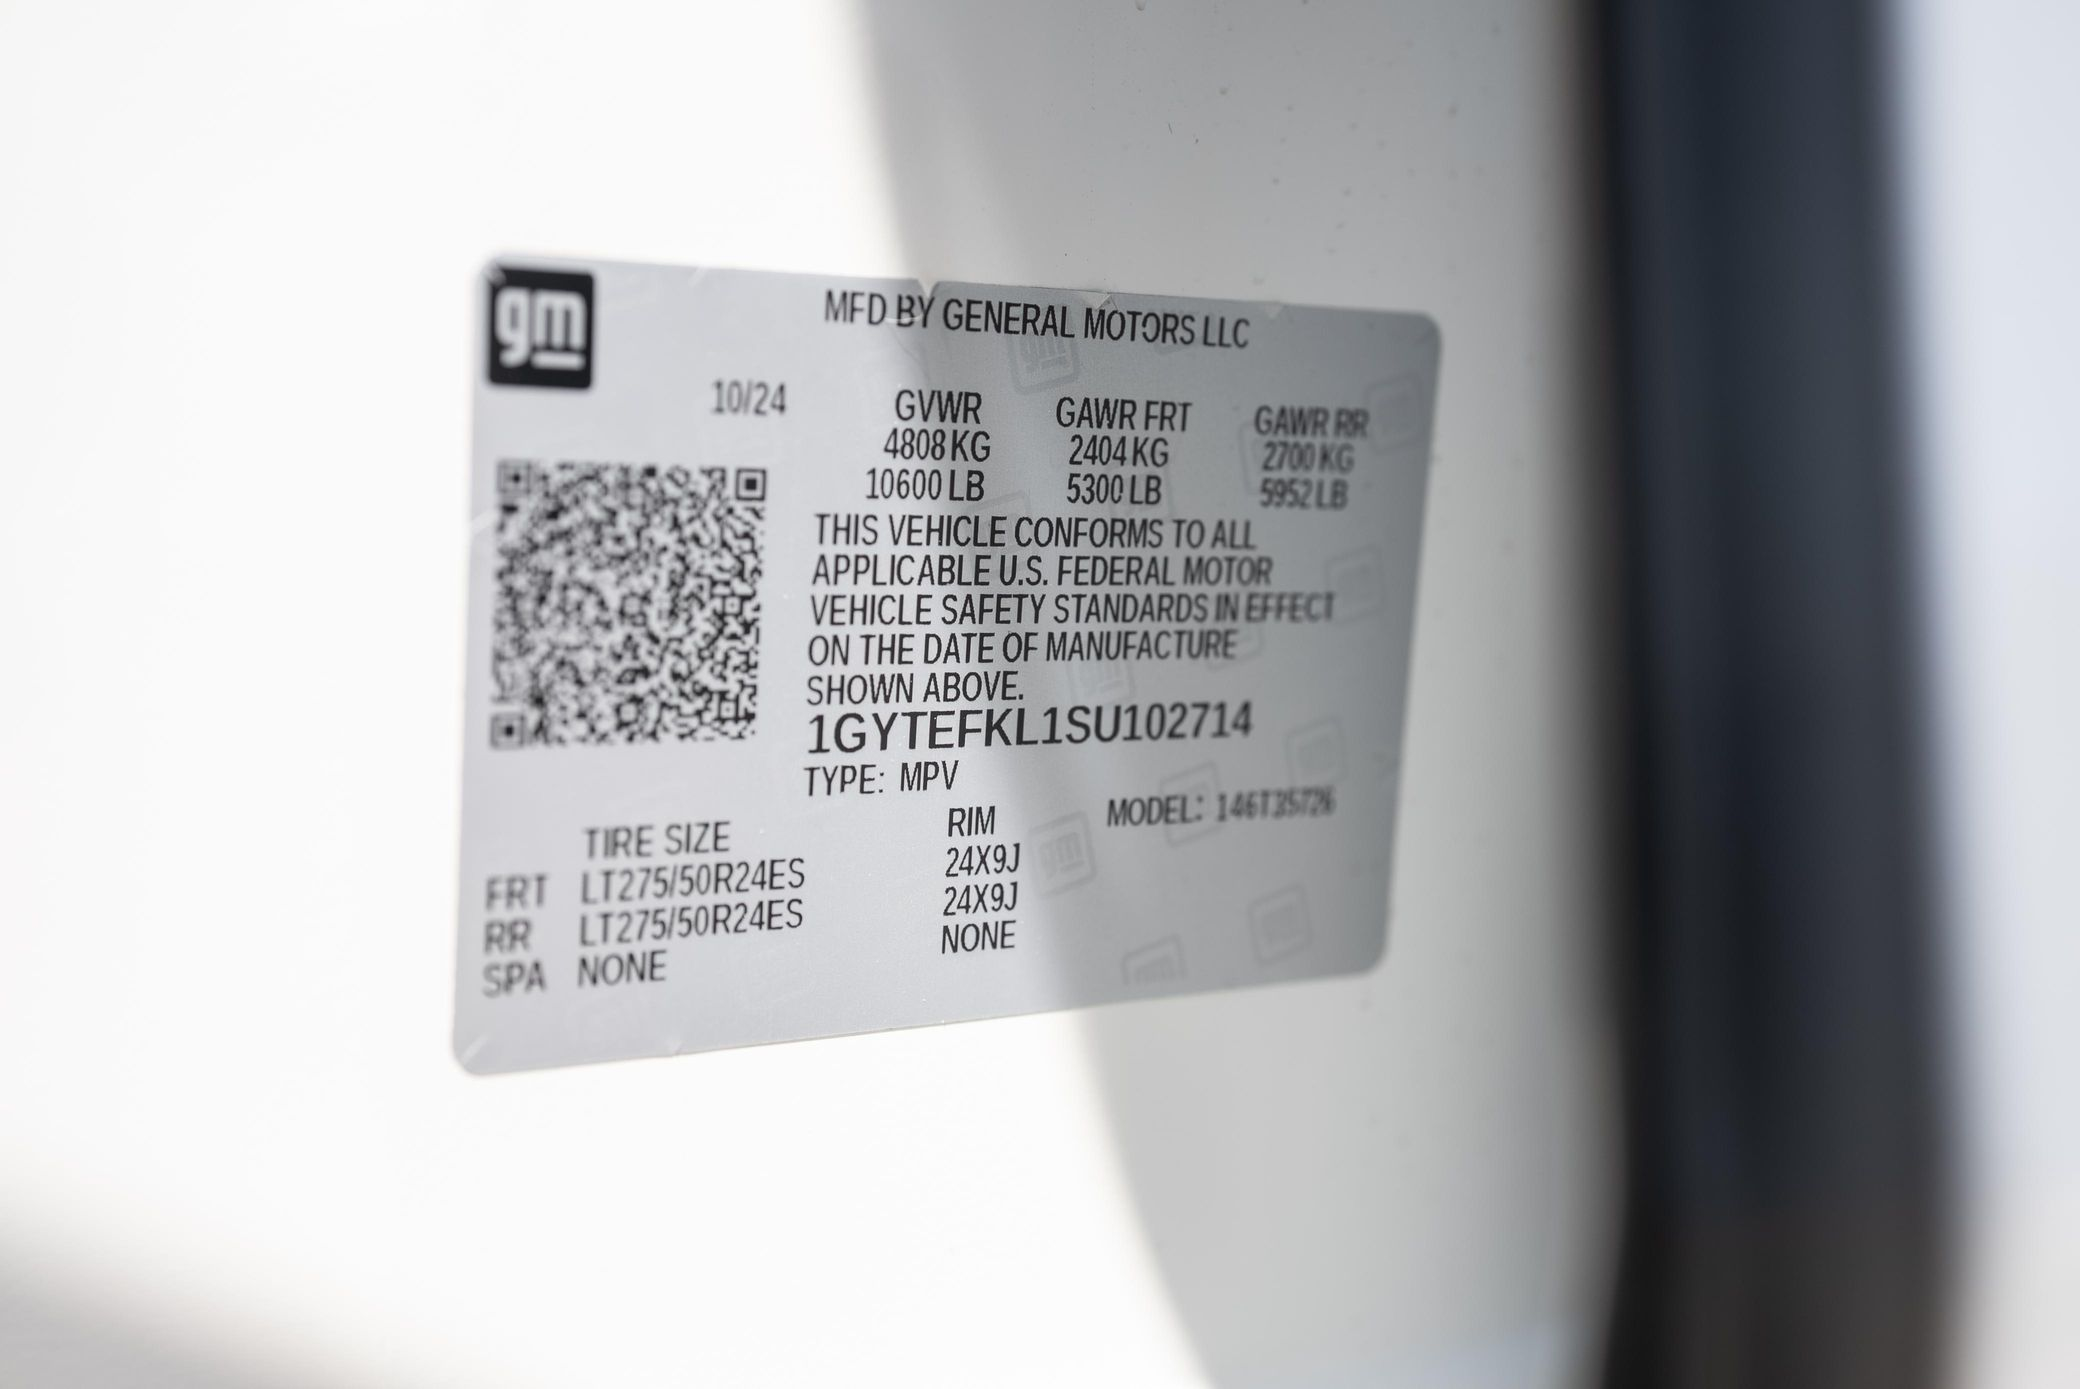 gm
MFD BY GENERAL MOTORS LLC
10/24 GVWR GAWR FRT GAWR RR
4808 KG 2404 KG 2700 KG
10600 LB 5300 LB 5952 LB
THIS VEHICLE CONFORMS TO ALL
APPLICABLE U.S. FEDERAL MOTOR
VEHICLE SAFETY STANDARDS IN EFFECT
ON THE DATE OF MANUFACTURE
SHOWN ABOVE.
1GYTEFKL1SU102714
TYPE: MPV
MODEL: 146T35726
TIRE SIZE RIM
FRT LT275/50R24ES 24X9J
RR LT275/50R24ES 24X9J
SPA NONE NONE